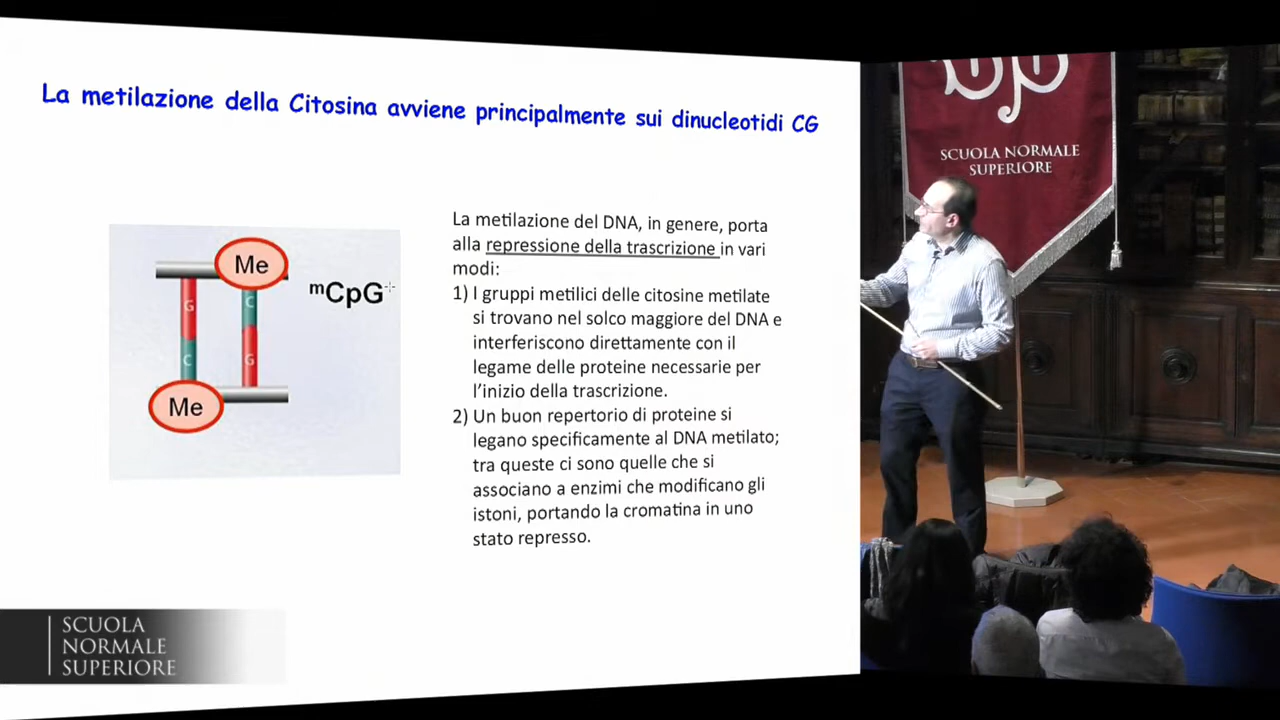 La metilazione della Citosina avviene principalmente sui dinucleotidi CG
Me
mCpG
G
C
C
G
Me
La metilazione del DNA, in genere, porta
alla repressione della trascrizione in vari
modi:
1) I gruppi metilici delle citosine metilate
si trovano nel solco maggiore del DNA e
interferiscono direttamente con il
legame delle proteine necessarie per
l'inizio della trascrizione.
2) Un buon repertorio di proteine si
legano specificamente al DNA metilato;
tra queste ci sono quelle che si
associano a enzimi che modificano gli
istoni, portando la cromatina in uno
stato represso.
SCUOLA
NORMALE
SUPERIORE
SCUOLA NORMALE
SUPERIORE